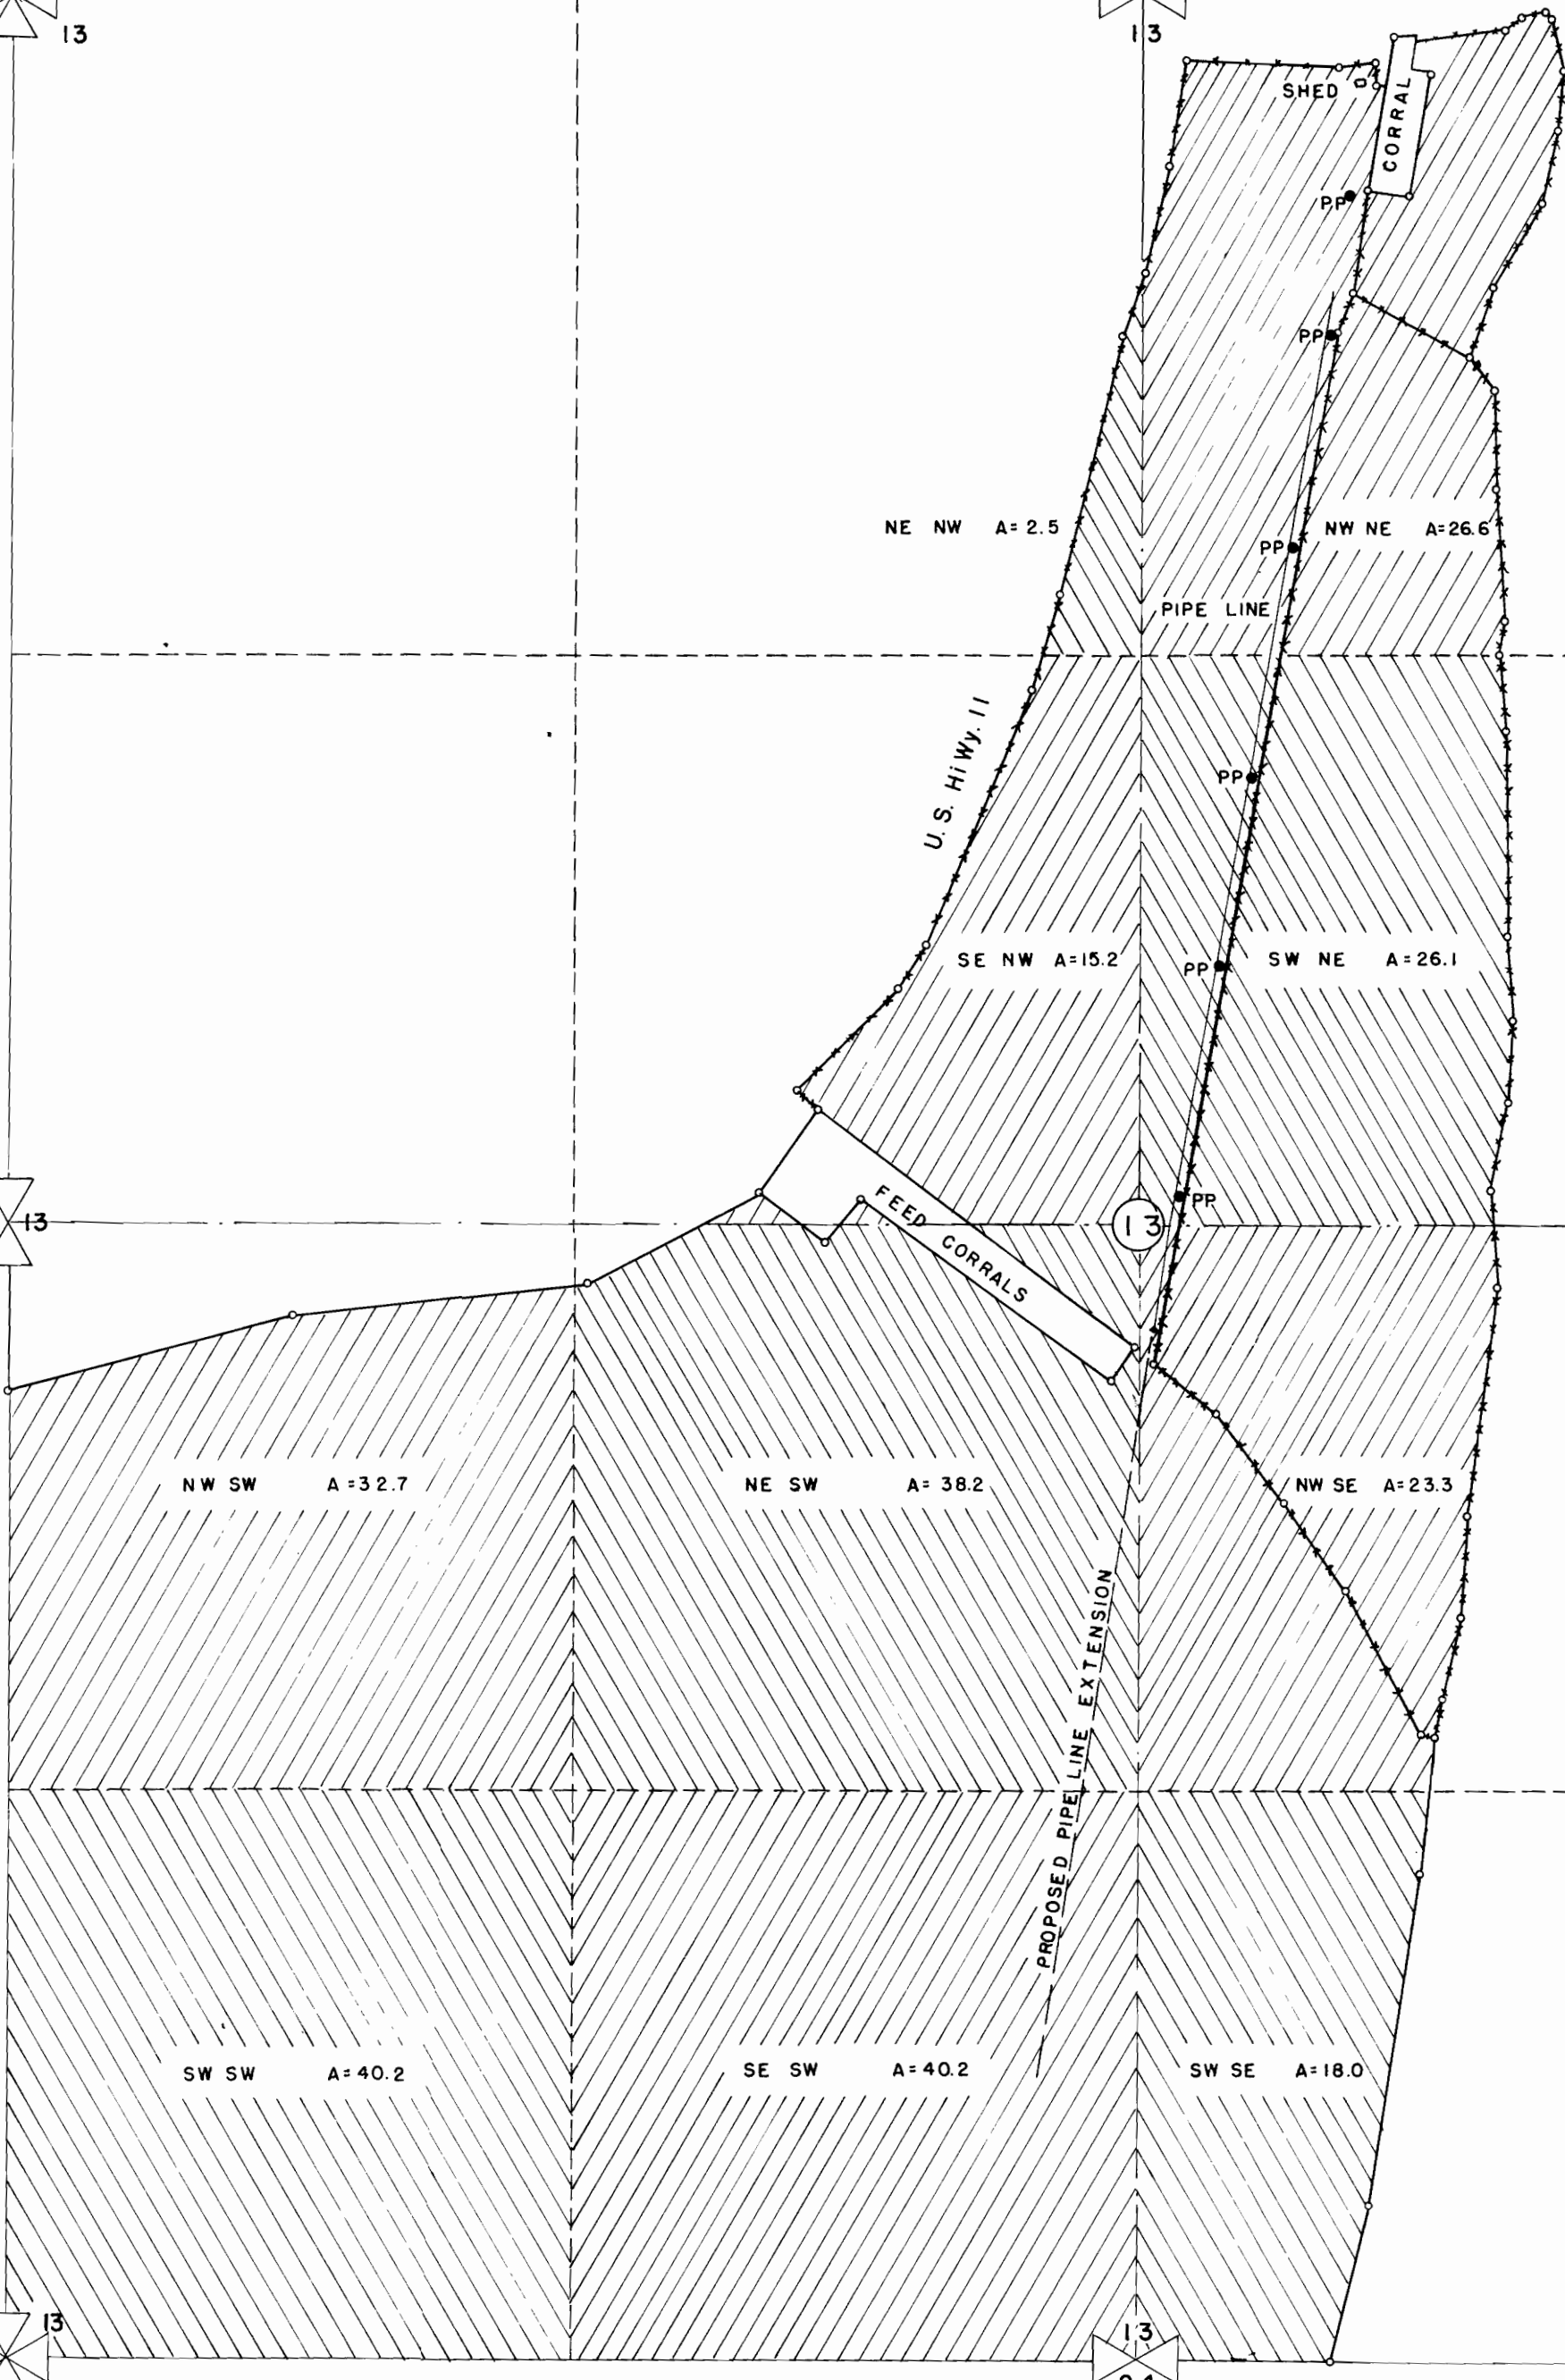 13
13
SHED
CORRAL
PP
PP
NE NW A= 2.5
PP
NW NE A=26.6
PIPE LINE
U.S. HiWy. 11
PP
SE NW A=15.2
PP
SW NE A=26.1
PP
13
FEED CORRALS
13
NW SW A=32.7
NE SW A= 38.2
NW SE A=23.3
PROPOSED PIPE LINE EXTENSION
SW SW A=40.2
SE SW A=40.2
SW SE A=18.0
13
13